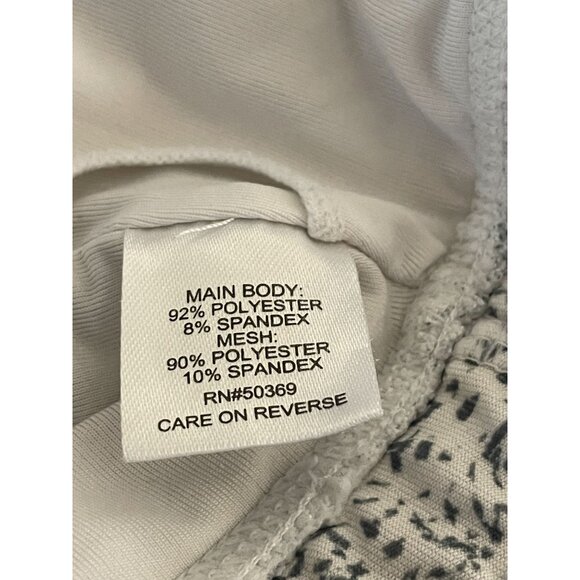 MAIN BODY:
92% POLYESTER
8% SPANDEX
MESH:
90% POLYESTER
10% SPANDEX
RN#50369
CARE ON REVERSE